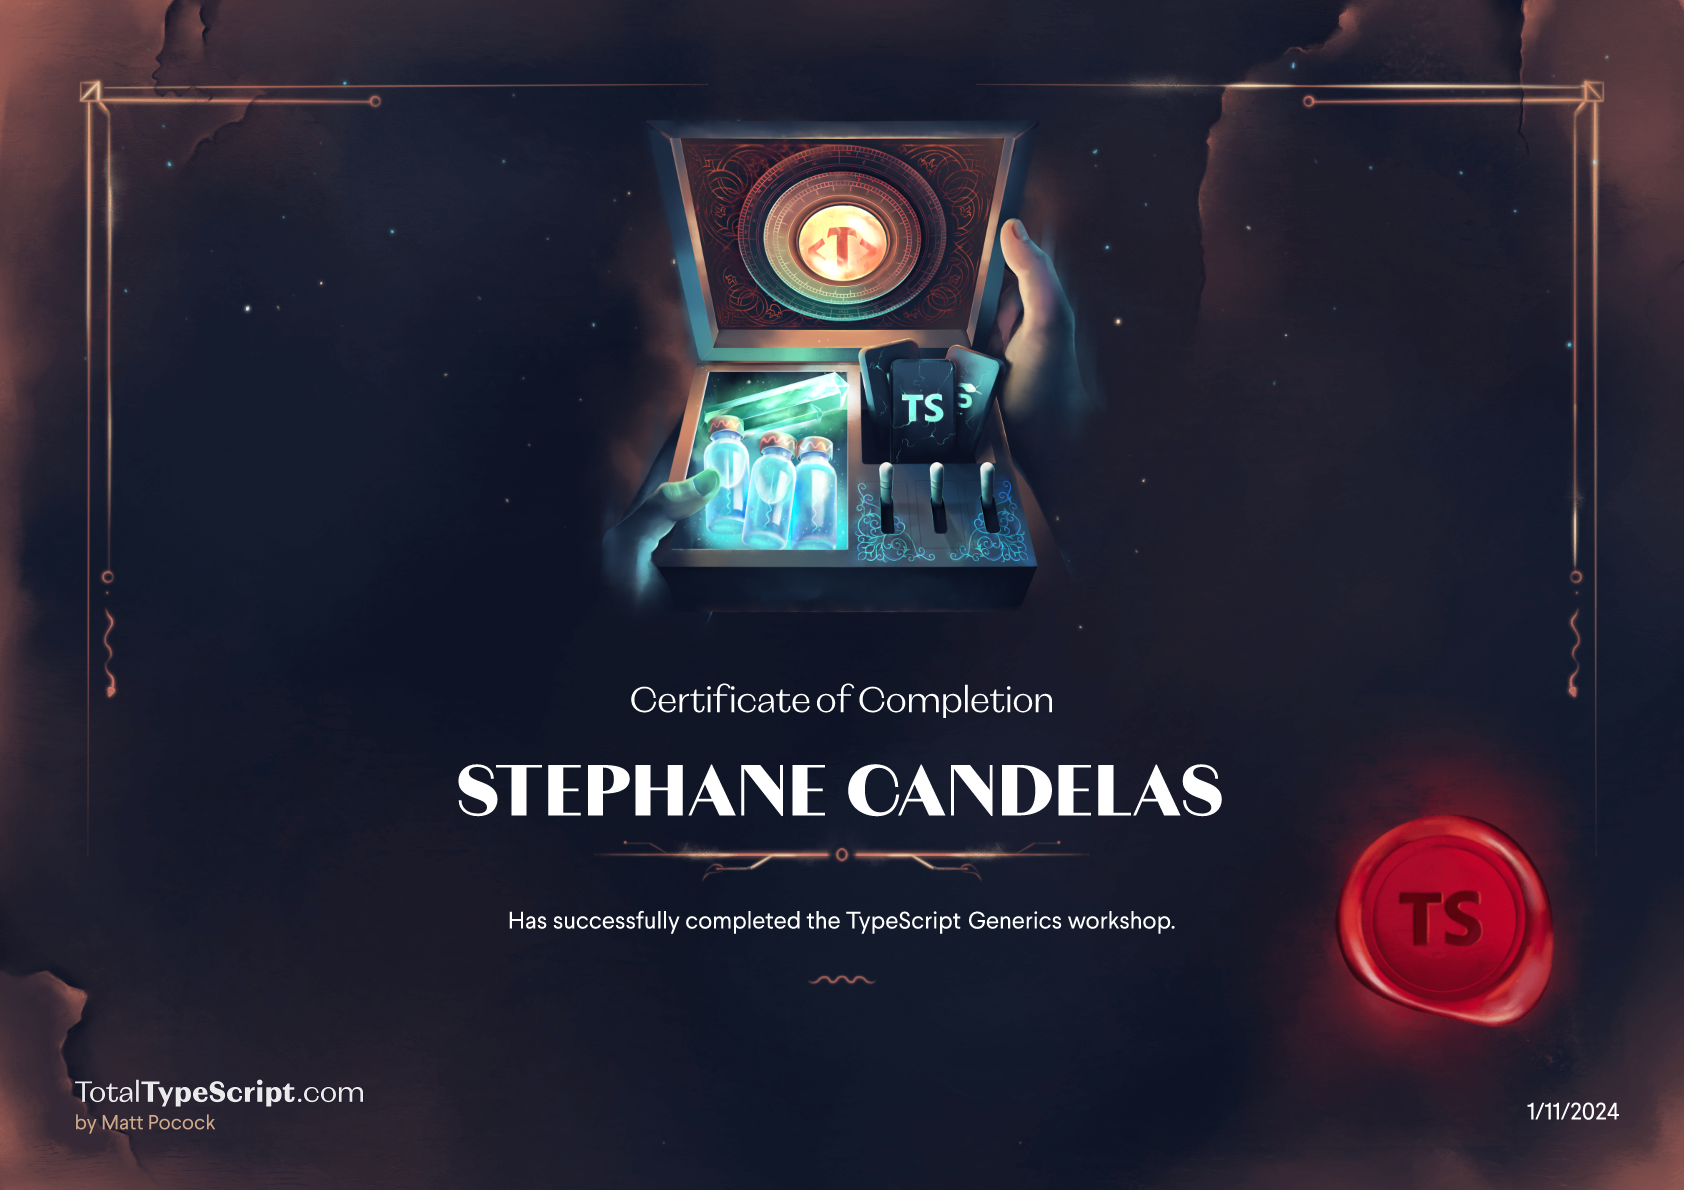 <T>
TS
S
Certificate of Completion
STEPHANE CANDELAS
Has successfully completed the TypeScript Generics workshop.
TS
TotalTypeScript.com
by Matt Pocock
1/11/2024